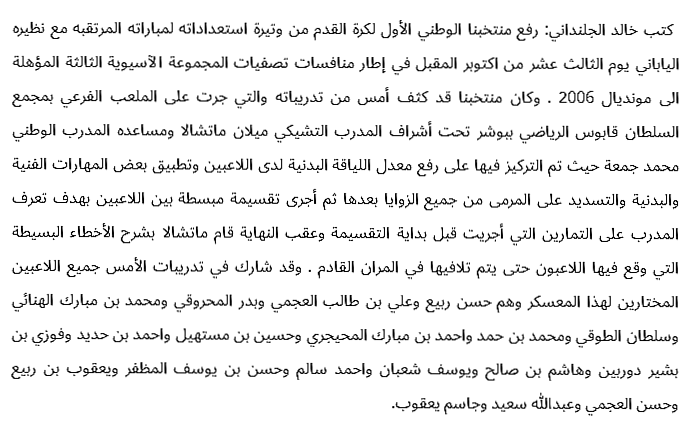 كتب خالد الجلنداني: رفع منتخبنا الوطني الأول لكرة القدم من وتيرة استعداداته لمباراته المرتقبه مع نظيره
الياباني يوم الثالث عشر من اكتوبر المقبل في إطار منافسات تصفيات المجموعة الآسيوية الثالثة المؤهلة
الى مونديال 2006 . وكان منتخبنا قد كثف أمس من تدريباته والتي جرت على الملعب الفرعي بمجمع
السلطان قابوس الرياضي ببوشر تحت أشراف المدرب التشيكي ميلان ماتشالا ومساعده المدرب الوطني
محمد جمعة حيث تم التركيز فيها على رفع معدل اللياقة البدنية لدى اللاعبين وتطبيق بعض المهارات الفنية
والبدنية والتسديد على المرمى من جميع الزوايا بعدها ثم أجرى تقسيمة مبسطة بين اللاعبين بهدف تعرف
المدرب على التمارين التي أجريت قبل بداية التقسيمة وعقب النهاية قام ماتشالا بشرح الأخطاء البسيطة
التي وقع فيها اللاعبون حتى يتم تلافيها في المران القادم . وقد شارك في تدريبات الأمس جميع اللاعبين
المختارين لهذا المعسكر وهم حسن ربيع وعلي بن طالب العجمي وبدر المحروقي ومحمد بن مبارك الهنائي
وسلطان الطوقي ومحمد بن حمد واحمد بن مبارك المحيجري وحسين بن مستهيل واحمد بن حديد وفوزي بن
بشير دوربين وهاشم بن صالح ويوسف شعبان واحمد سالم وحسن بن يوسف المظفر ويعقوب بن ربيع
وحسن العجمي وعبدالله سعيد وجاسم يعقوب.